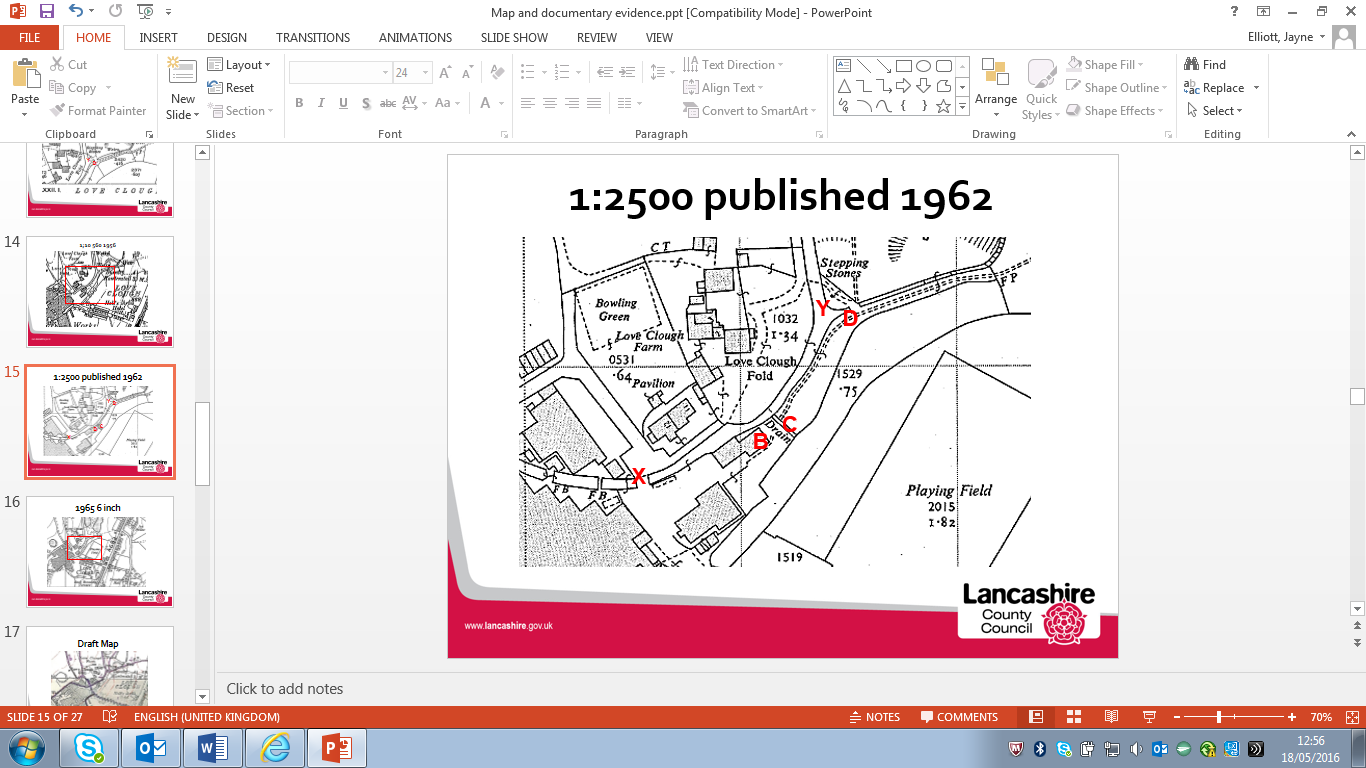 Map and documentary evidence.ppt [Compatibility Mode] - PowerPoint
FILE HOME INSERT DESIGN TRANSITIONS ANIMATIONS SLIDE SHOW REVIEW VIEW Elliott, Jayne
Paste
Cut
Copy
Format Painter
Clipboard
New Slide
Layout
Reset
Section
Slides
24
B I U S abc AV Aa A
Font
Text Direction
Align Text
Convert to SmartArt
Paragraph
Arrange
Quick Styles
Shape Fill
Shape Outline
Shape Effects
Drawing
Find
Replace
Select
Editing
XXII. I. LOVE CLOUG
14
1:10 560 1956
15
1:2500 published 1962
16
1965 6 inch
17
Draft Map
1:2500 published 1962
C T
Stepping Stones
F P
Bowling Green
Y
D
1032
1·34
Love Clough Farm
0531
·64
Pavilion
Love Clough Fold
1529
·75
C
Drain
B
X
F B F B
Playing Field
2015
1·82
1519
Lancashire
County
Council
www.lancashire.gov.uk
Click to add notes
SLIDE 15 OF 27 ENGLISH (UNITED KINGDOM) NOTES COMMENTS 70%
12:56
18/05/2016